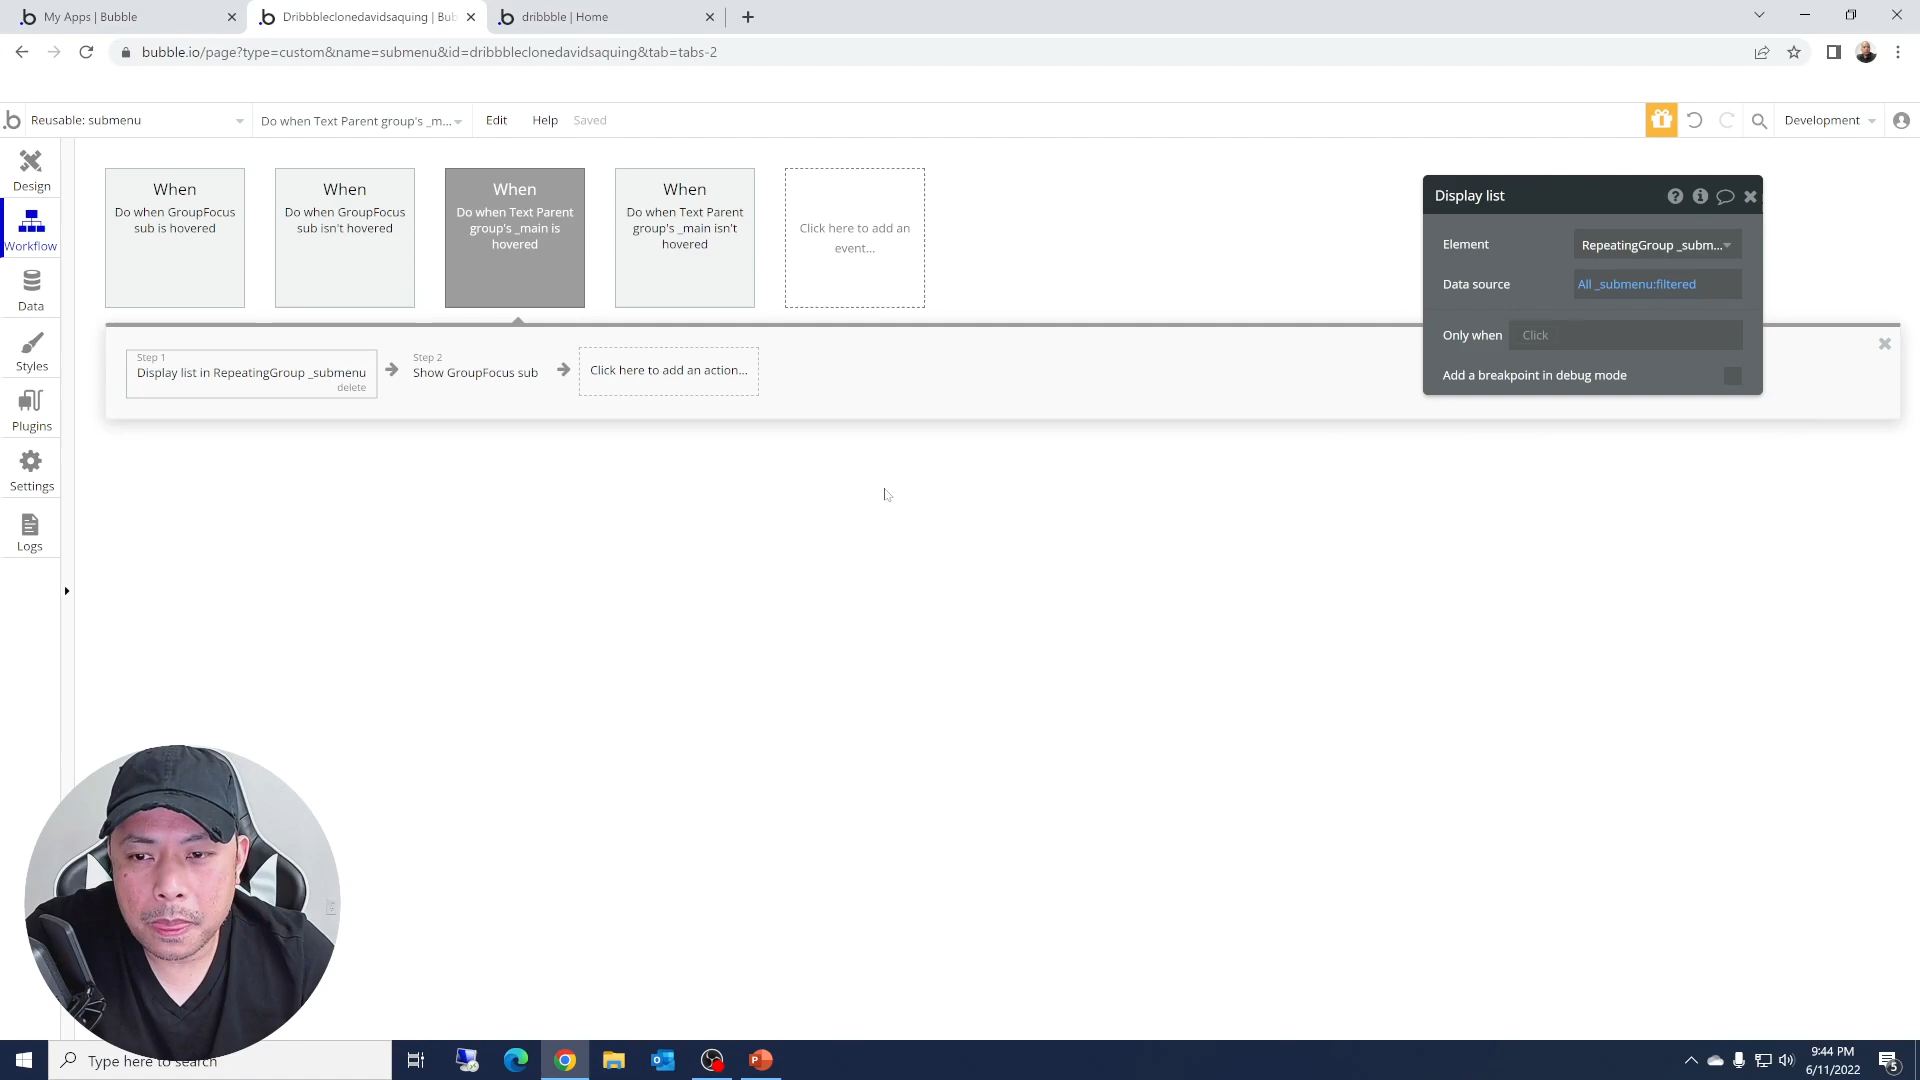 My Apps | Bubble
Dribbbleclonedavidsaquing | Bub
dribbble | Home
bubble.io/page?type=custom&name=submenu&id=dribbbleclonedavidsaquing&tab=tabs-2
Reusable: submenu
Do when Text Parent group's _m...
Edit
Help
Saved
Development
Design
Workflow
Data
Styles
Plugins
Settings
Logs
When
Do when GroupFocus
sub is hovered
When
Do when GroupFocus
sub isn't hovered
When
Do when Text Parent
group's _main is
hovered
When
Do when Text Parent
group's _main isn't
hovered
Click here to add an
event...
Step 1
Display list in RepeatingGroup _submenu
delete
Step 2
Show GroupFocus sub
Click here to add an action...
Display list
Element
RepeatingGroup _subm...
Data source
All _submenu:filtered
Only when
Click
Add a breakpoint in debug mode
Type here to search
9:44 PM
6/11/2022
5